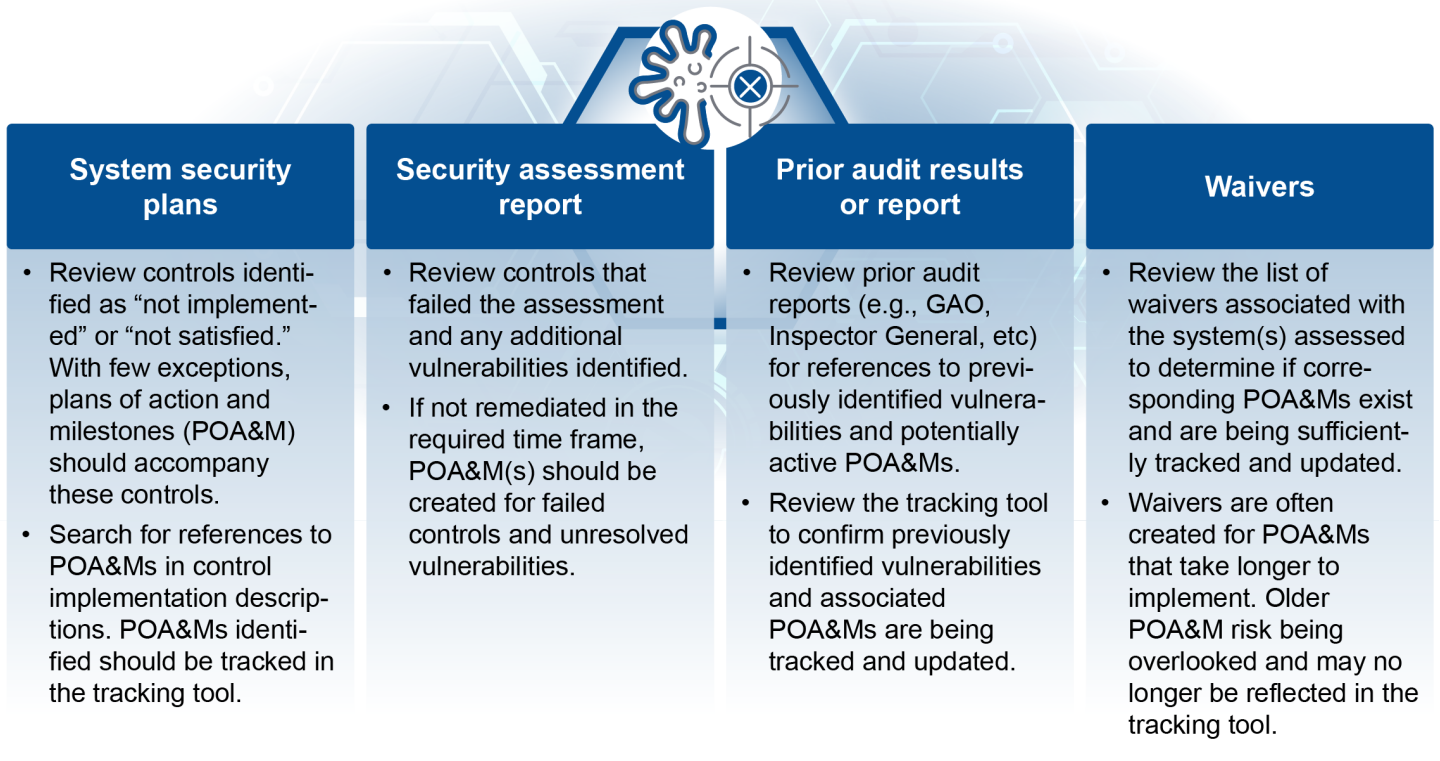 System security
plans
• Review controls identi-
fied as “not implement-
ed” or “not satisfied.”
With few exceptions,
plans of action and
milestones (POA&M)
should accompany
these controls.
• Search for references to
POA&Ms in control
implementation descrip-
tions. POA&Ms identi-
fied should be tracked in
the tracking tool.
Security assessment
report
• Review controls that
failed the assessment
and any additional
vulnerabilities identified.
• If not remediated in the
required time frame,
POA&M(s) should be
created for failed
controls and unresolved
vulnerabilities.
Prior audit results
or report
• Review prior audit
reports (e.g., GAO,
Inspector General, etc)
for references to previ-
ously identified vulnera-
bilities and potentially
active POA&Ms.
• Review the tracking tool
to confirm previously
identified vulnerabilities
and associated
POA&Ms are being
tracked and updated.
Waivers
• Review the list of
waivers associated with
the system(s) assessed
to determine if corre-
sponding POA&Ms exist
and are being sufficient-
ly tracked and updated.
• Waivers are often
created for POA&Ms
that take longer to
implement. Older
POA&M risk being
overlooked and may no
longer be reflected in the
tracking tool.